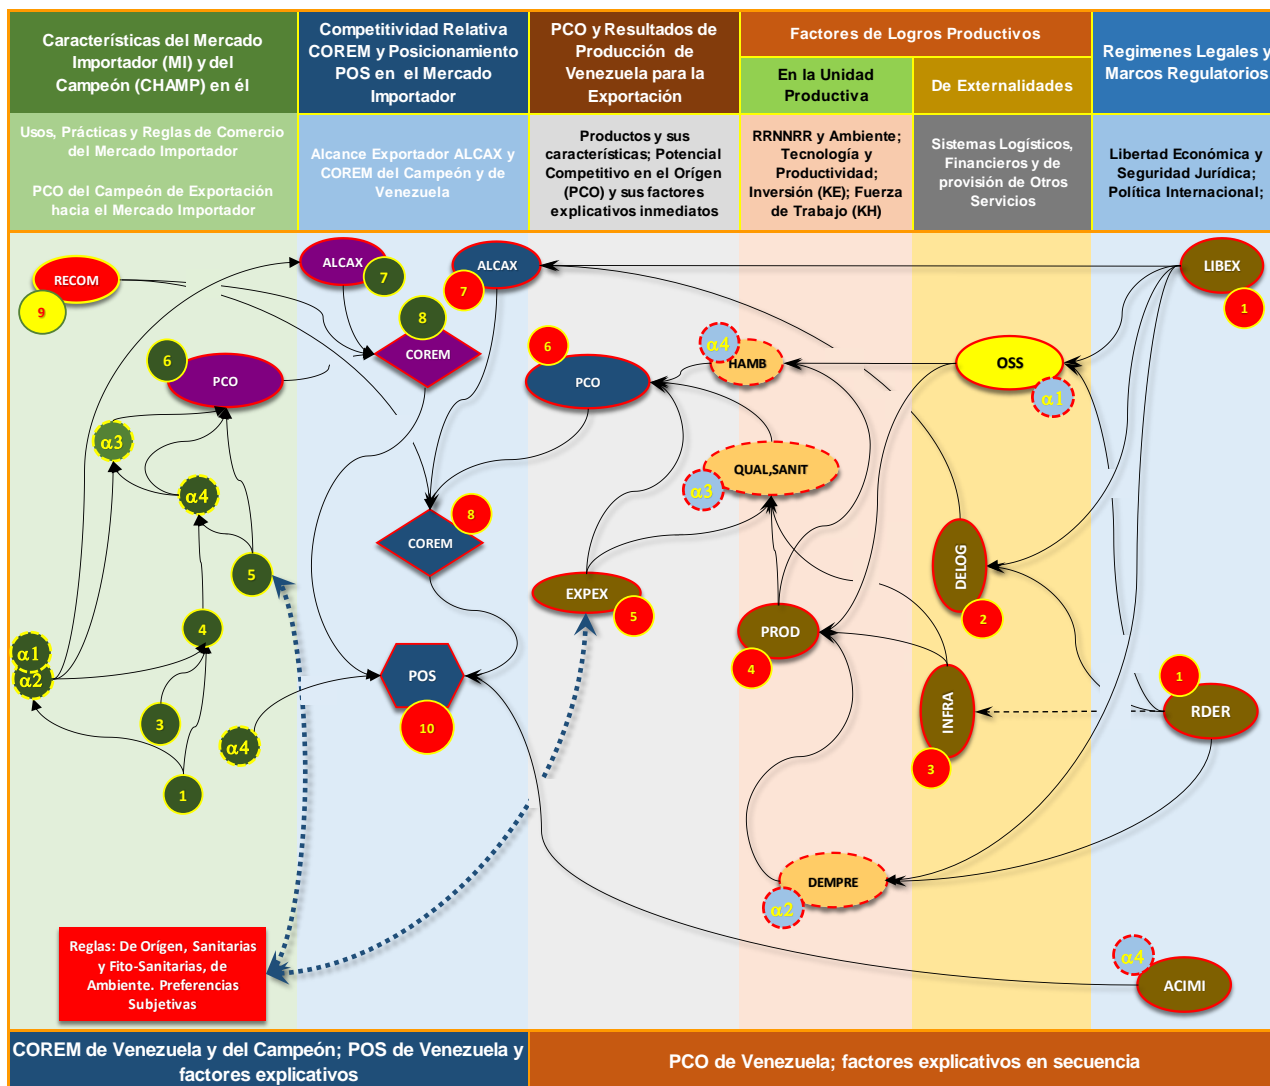 Características del Mercado
Importador (MI) y del
Campeón (CHAMP) en él
Competitividad Relativa
COREM y Posicionamiento
POS en el Mercado
Importador
PCO y Resultados de
Producción de
Venezuela para la
Exportación
Factores de Logros Productivos
En la Unidad
Productiva
De Externalidades
Regimenes Legales y
Marcos Regulatorios
Usos, Prácticas y Reglas de Comercio
del Mercado Importador
PCO del Campeón de Exportación
hacia el Mercado Importador
Alcance Exportador ALCAX y
COREM del Campeón y de
Venezuela
Productos y sus
características; Potencial
Competitivo en el Orígen
(PCO) y sus factores
explicativos inmediatos
RRNNRR y Ambiente;
Tecnología y
Productividad;
Inversión (KE); Fuerza
de Trabajo (KH)
Sistemas Logísticos,
Financieros y de
provisión de Otros
Servicios
Libertad Económica y
Seguridad Jurídica;
Política Internacional;
RECOM
9
ALCAX
7
ALCAX
7
LIBEX
1
8
COREM
6
PCO
6
PCO
α4
HAMB
OSS
α1
α3
α4
QUAL,SANIT
α3
8
COREM
5
DELOG
2
EXPEX
5
4
PROD
4
α1
α2
POS
10
3
α4
1
INFRA
3
1
RDER
DEMPRE
α2
Reglas: De Orígen, Sanitarias
y Fito-Sanitarias, de
Ambiente. Preferencias
Subjetivas
α4
ACIMI
COREM de Venezuela y del Campeón; POS de Venezuela y
factores explicativos
PCO de Venezuela; factores explicativos en secuencia